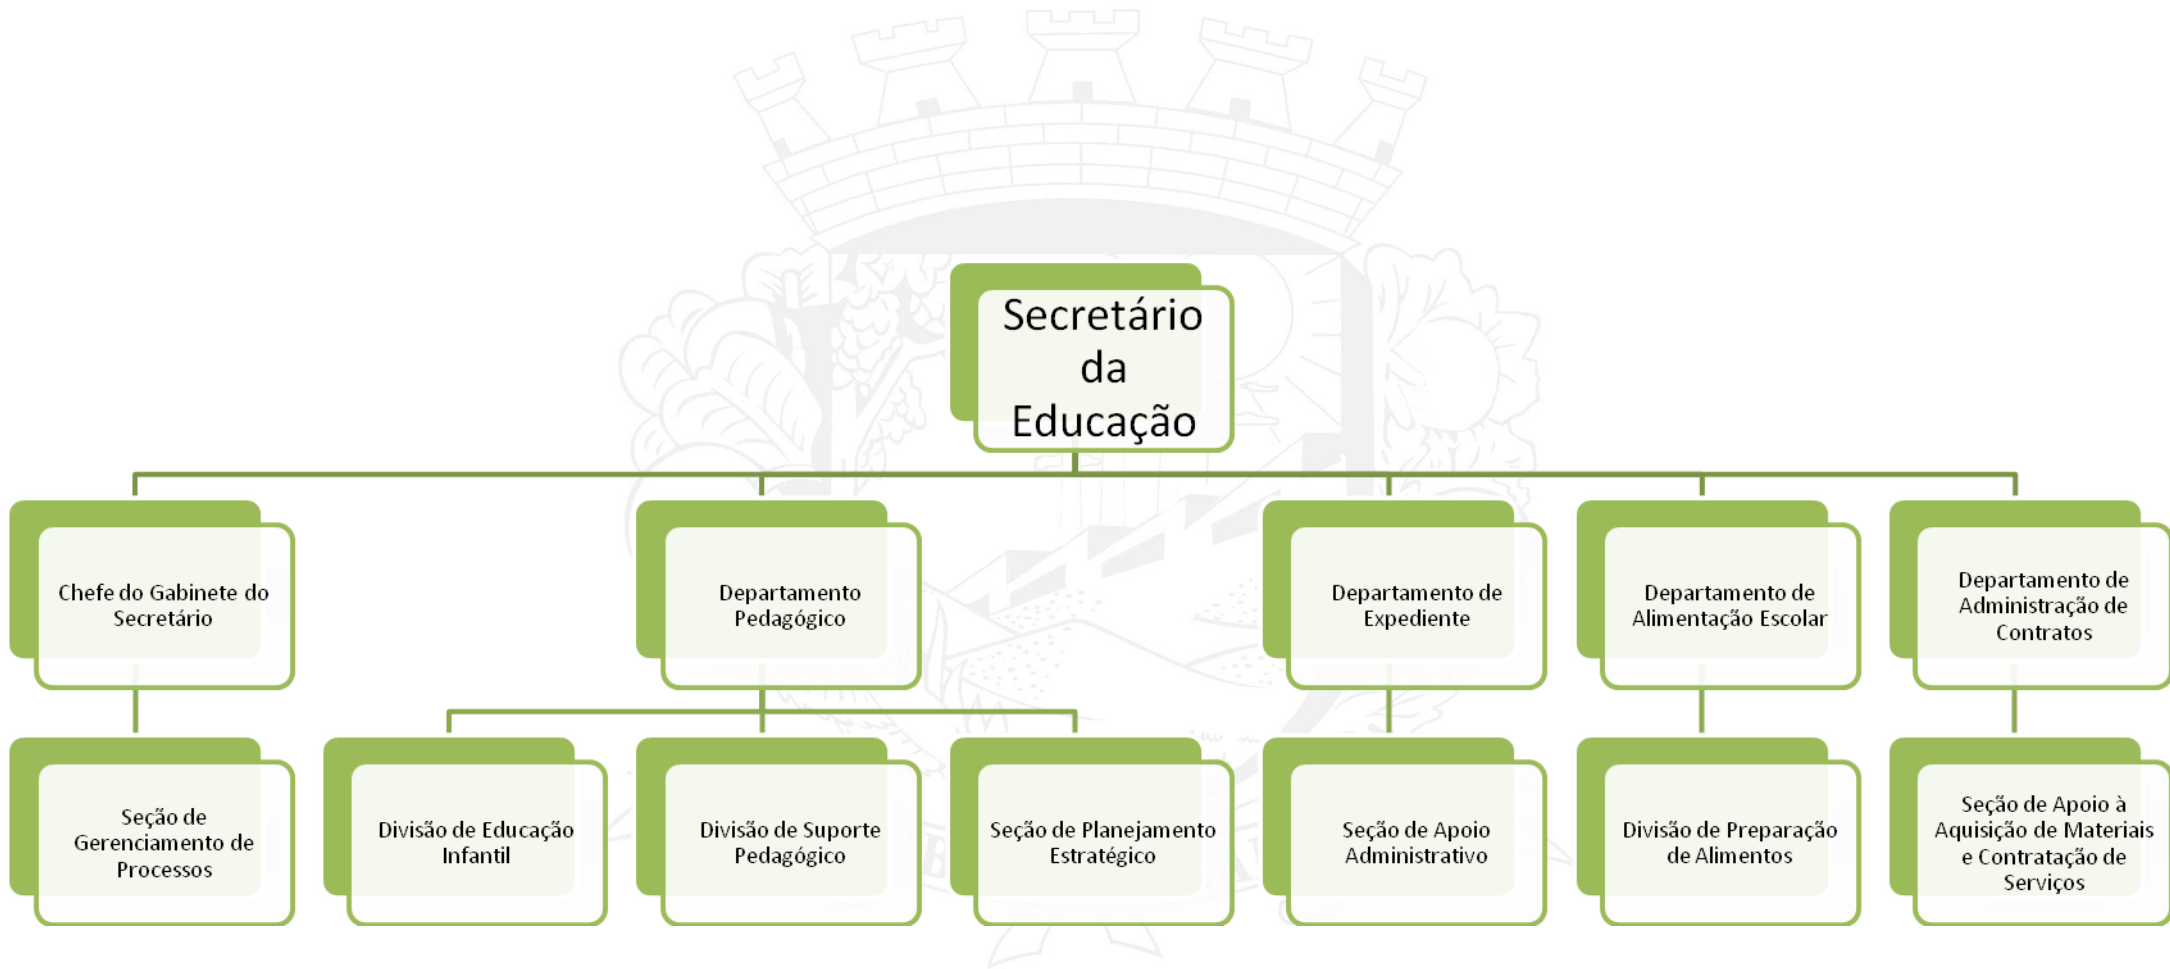 Secretário
da
Educação
Chefe do Gabinete do
Secretário
Departamento
Pedagógico
Departamento de
Expediente
Departamento de
Alimentação Escolar
Departamento de
Administração de
Contratos
Seção de
Gerenciamento de
Processos
Divisão de Educação
Infantil
Divisão de Suporte
Pedagógico
Seção de Planejamento
Estratégico
Seção de Apoio
Administrativo
Divisão de Preparação
de Alimentos
Seção de Apoio à
Aquisição de Materiais
e Contratação de
Serviços